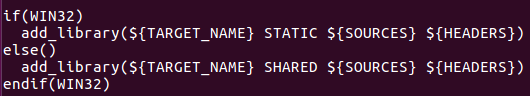 if(WIN32)
  add_library(${TARGET_NAME} STATIC ${SOURCES} ${HEADERS})
else()
  add_library(${TARGET_NAME} SHARED ${SOURCES} ${HEADERS})
endif(WIN32)